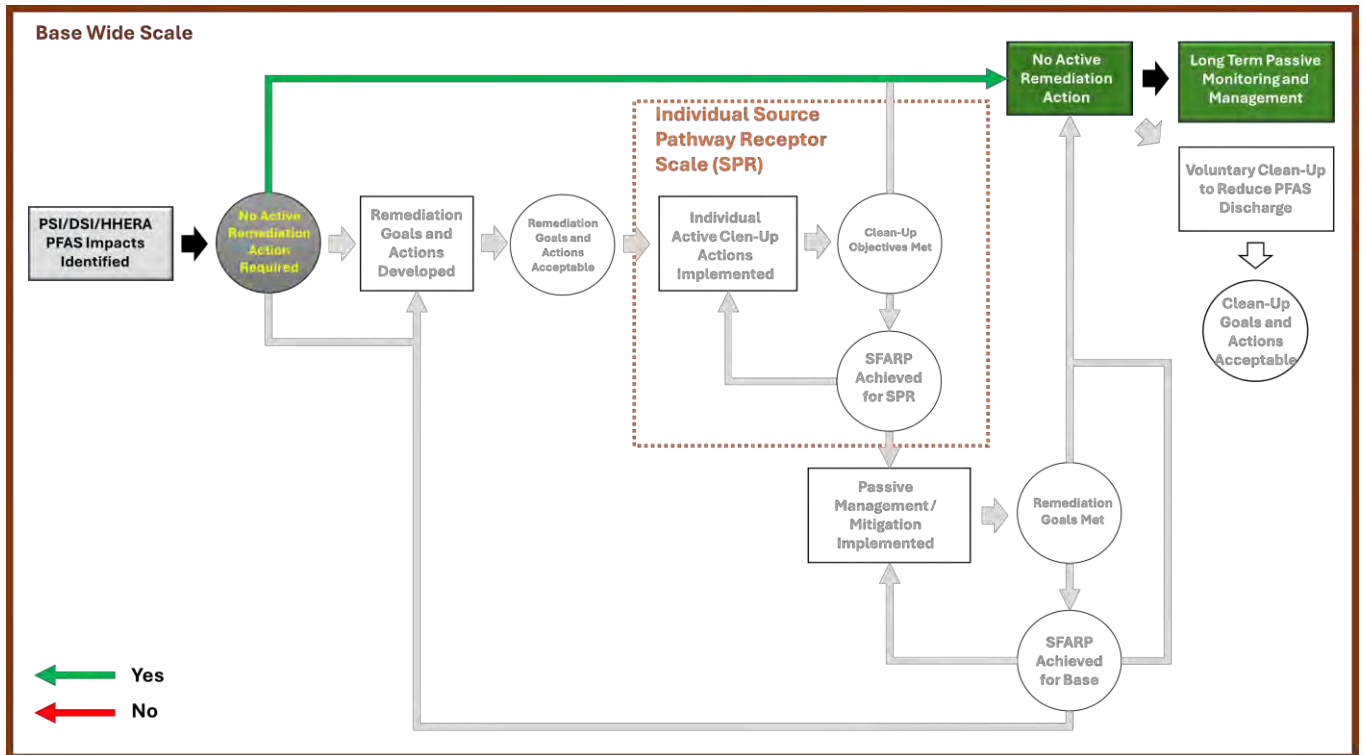 Base Wide Scale
No Active
Remediation
Action
Long Term Passive
Monitoring and
Management
Individual Source
Pathway Receptor
Scale (SPR)
Voluntary Clean-Up
to Reduce PFAS
Discharge
PSI/DSI/HHERA
PFAS Impacts
Identified
No Active
Remediation
Action
Required
Remediation
Goals and
Actions
Developed
Remediation
Goals and
Actions
Acceptable
Individual
Active Clen-Up
Actions
Implemented
Clean-Up
Objectives Met
Clean-Up
Goals and
Actions
Acceptable
SFARP
Achieved
for SPR
Passive
Management /
Mitigation
Implemented
Remediation
Goals Met
SFARP
Achieved
for Base
Yes
No